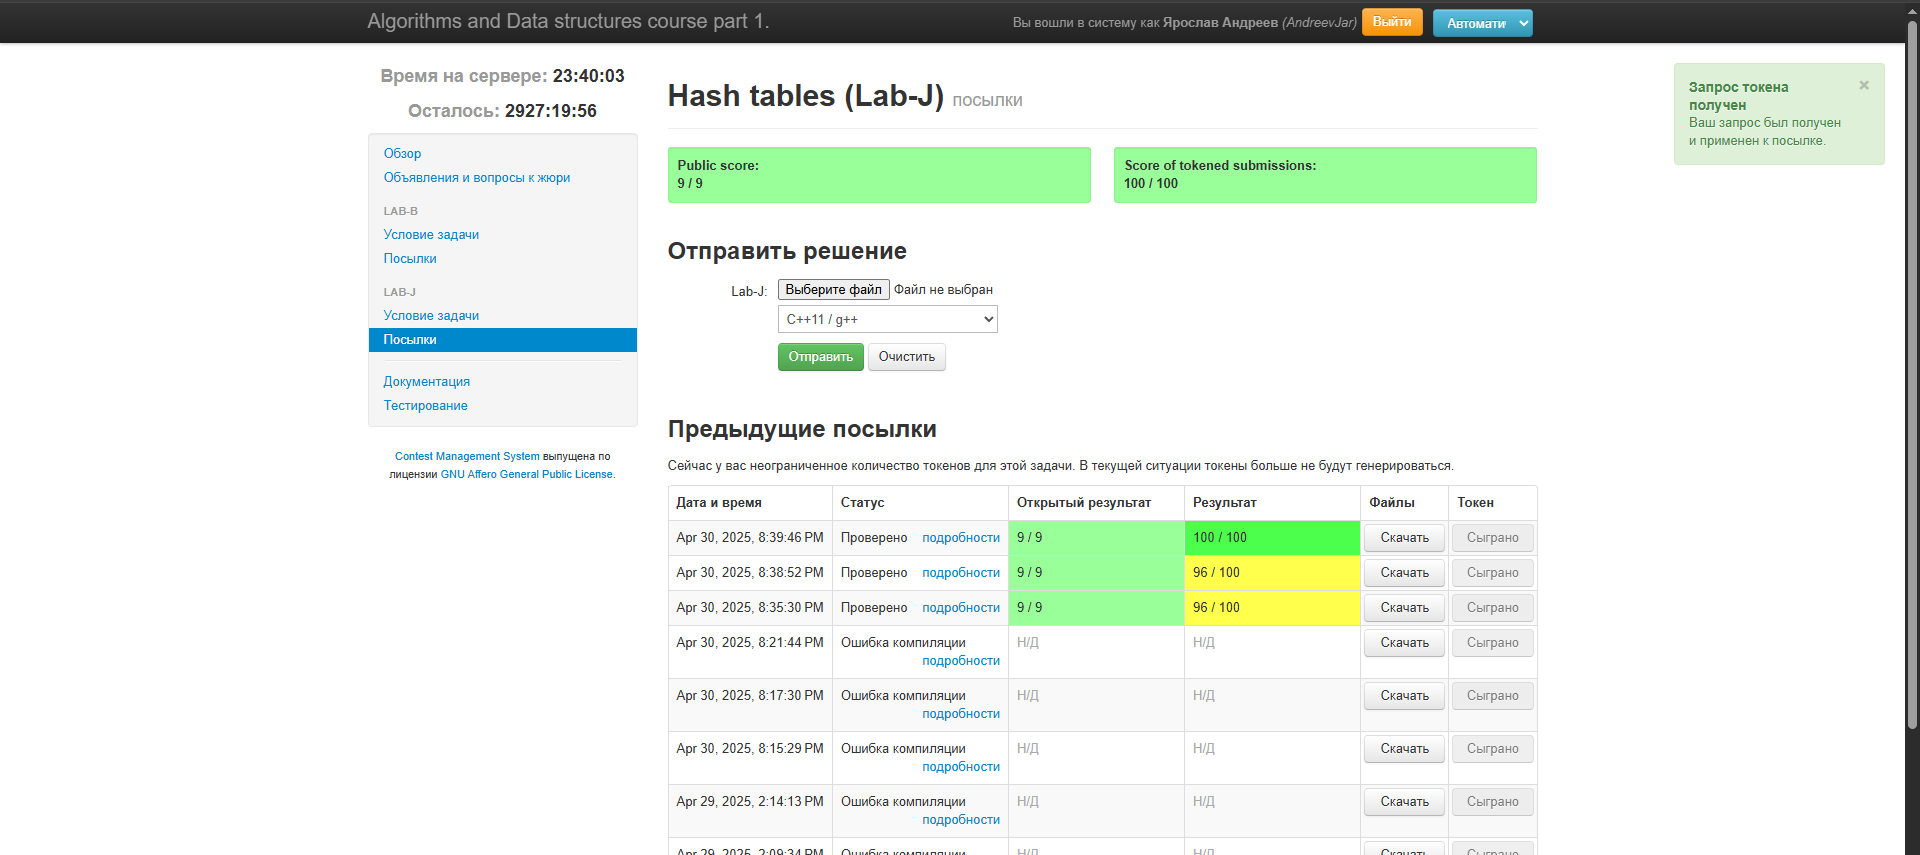 Algorithms and Data structures course part 1.
Вы вошли в систему как Ярослав Андреев (AndreevJar)
Выйти
Автомати
Время на сервере: 23:40:03
Осталось: 2927:19:56
Обзор
Объявления и вопросы к жюри
LAB-B
Условие задачи
Посылки
LAB-J
Условие задачи
Посылки
Документация
Тестирование
Contest Management System выпущена по
лицензии GNU Affero General Public License.
Hash tables (Lab-J) посылки
Public score:
9 / 9
Score of tokened submissions:
100 / 100
Запрос токена
получен
×
Ваш запрос был получен
и применен к посылке.
Отправить решение
Lab-J: Выберите файл Файл не выбран
C++11 / g++
Отправить Очистить
Предыдущие посылки
Сейчас у вас неограниченное количество токенов для этой задачи. В текущей ситуации токены больше не будут генерироваться.
Дата и время Статус Открытый результат Результат Файлы Токен
Apr 30, 2025, 8:39:46 PM Проверено подробности 9 / 9 100 / 100 Скачать Сыграно
Apr 30, 2025, 8:38:52 PM Проверено подробности 9 / 9 96 / 100 Скачать Сыграно
Apr 30, 2025, 8:35:30 PM Проверено подробности 9 / 9 96 / 100 Скачать Сыграно
Apr 30, 2025, 8:21:44 PM Ошибка компиляции Н/Д Н/Д Скачать Сыграно
подробности
Apr 30, 2025, 8:17:30 PM Ошибка компиляции Н/Д Н/Д Скачать Сыграно
подробности
Apr 30, 2025, 8:15:29 PM Ошибка компиляции Н/Д Н/Д Скачать Сыграно
подробности
Apr 29, 2025, 2:14:13 PM Ошибка компиляции Н/Д Н/Д Скачать Сыграно
подробности
Apr 29, 2025, 2:09:34 PM Ошибка компиляции Н/Д Н/Д Скачать Сыграно